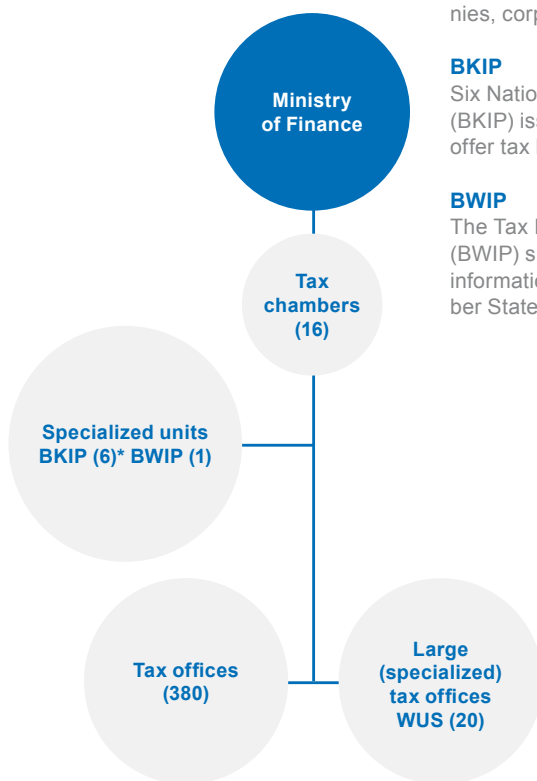 nies, corp
Ministry
of Finance
BKIP
Six Natio
(BKIP) is
offer tax
BWIP
The Tax
(BWIP) s
informatio
ber State
Tax
chambers
(16)
Specialized units
BKIP (6)* BWIP (1)
Tax offices
(380)
Large
(specialized)
tax offices
WUS (20)